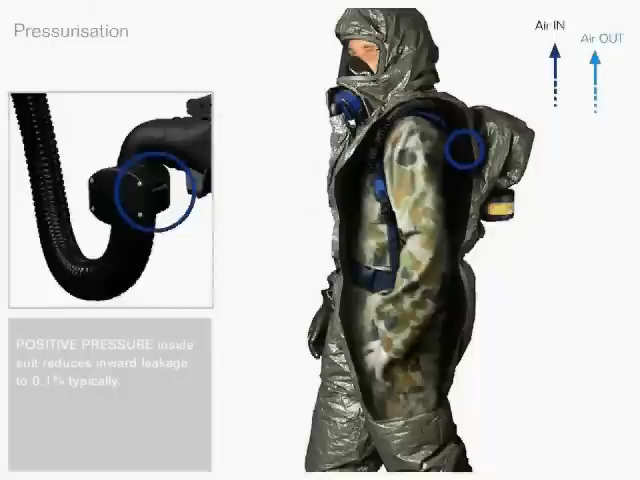 Pressurisation
Air IN
Air OUT
POSITIVE PRESSURE inside
suit reduces inward leakage
to 0.1% typically.